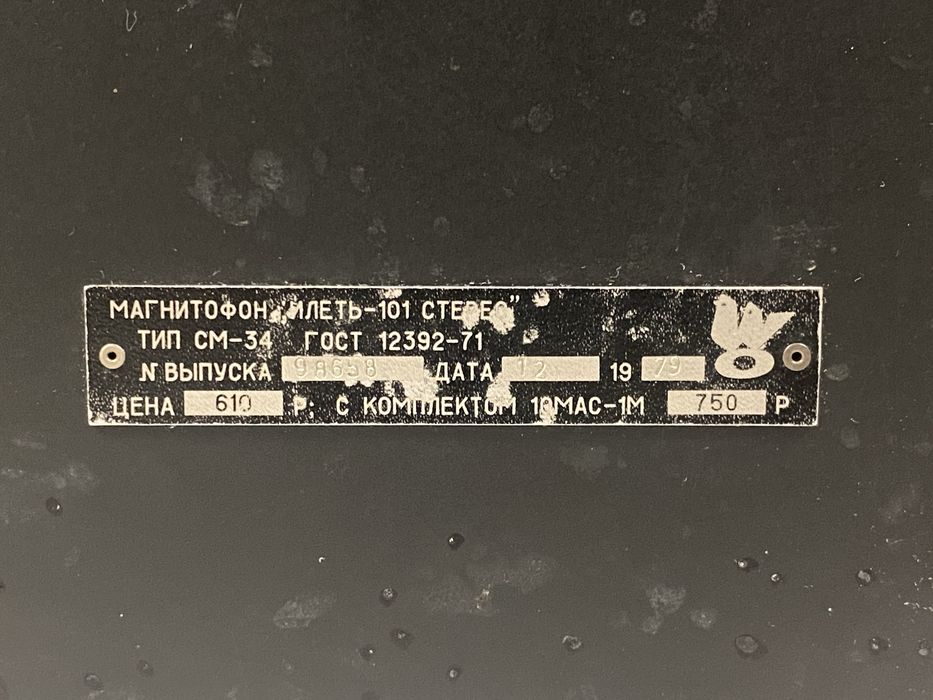 МАГНИТОФОН „ИЛЕТЬ-101 СТЕРЕО”
ТИП СМ-34 ГОСТ 12392-71
N ВЫПУСКА 98658 ДАТА 12 19 79
ЦЕНА 610 Р; С КОМПЛЕКТОМ 10МАС-1М 750 Р